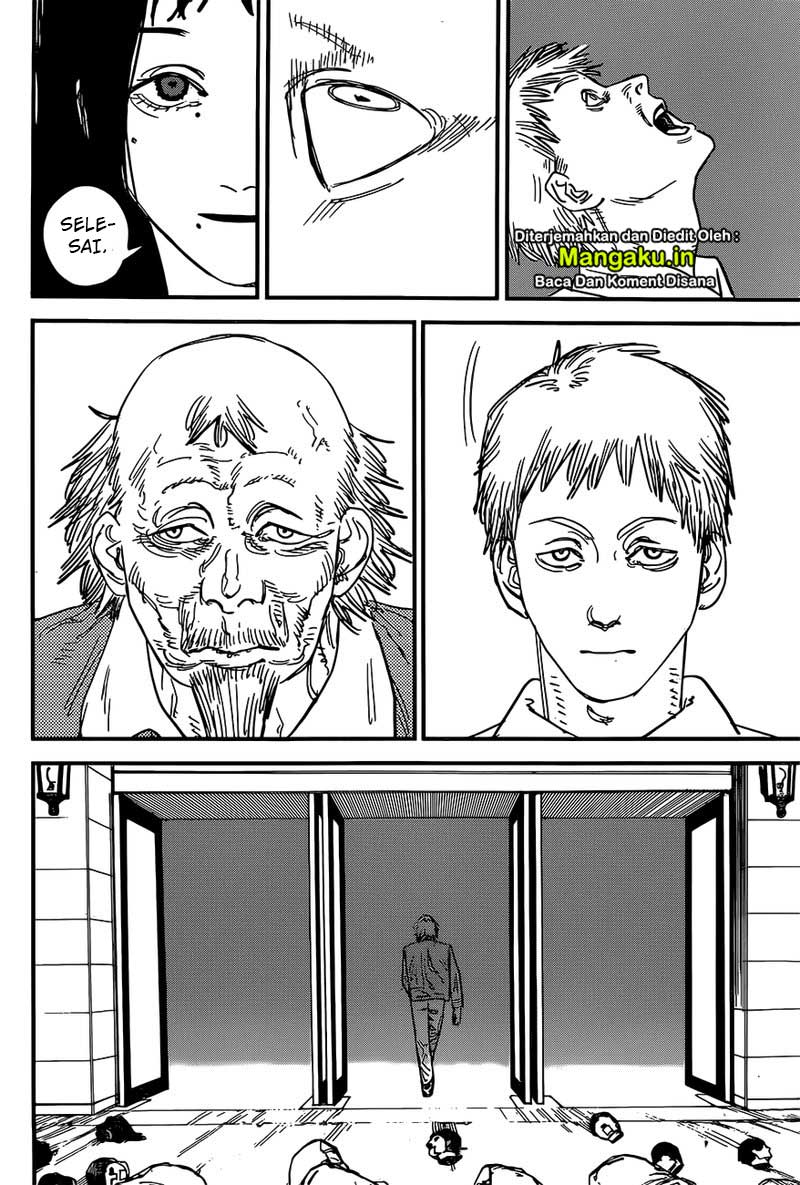 SELE-
SAI.
Diterjemahkan dan Diedit Oleh :
Mangaku.in
Baca Dan Koment Disana